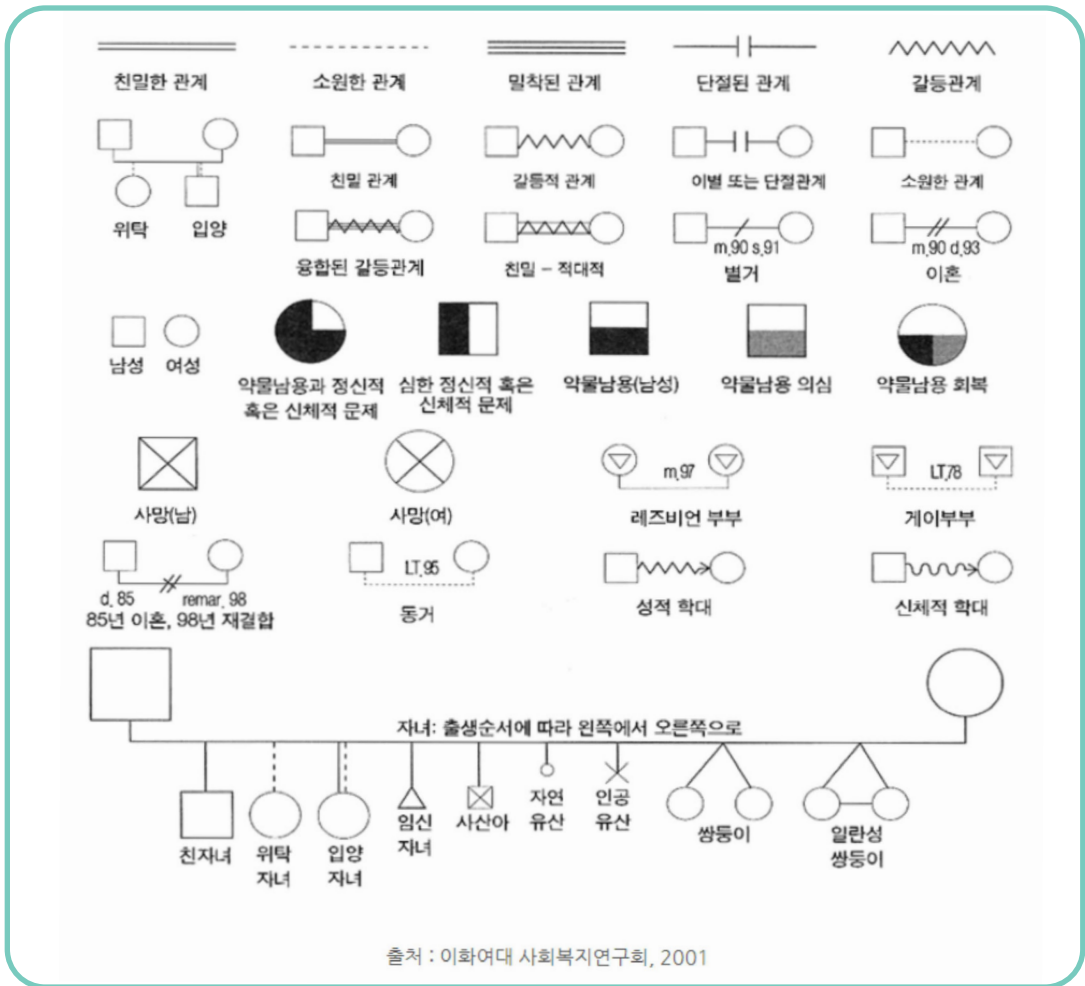 친밀한 관계
소원한 관계
밀착된 관계
단절된 관계
갈등관계
위탁
입양
친밀 관계
갈등적 관계
이별 또는 단절관계
소원한 관계
융합된 갈등관계
친밀 – 적대적
m.90 s.91
별거
m.90 d.93
이혼
남성
여성
약물남용과 정신적
혹은 신체적 문제
심한 정신적 혹은
신체적 문제
약물남용(남성)
약물남용 의심
약물남용 회복
사망(남)
사망(여)
m.97
레즈비언 부부
LT.78
게이부부
d. 85
remar. 98
85년 이혼, 98년 재결합
LT. 95
동거
성적 학대
신체적 학대
자녀: 출생순서에 따라 왼쪽에서 오른쪽으로
친자녀
위탁
자녀
입양
자녀
임신
자녀
사산아
자연
유산
인공
유산
쌍둥이
일란성
쌍둥이
출처 : 이화여대 사회복지연구회, 2001